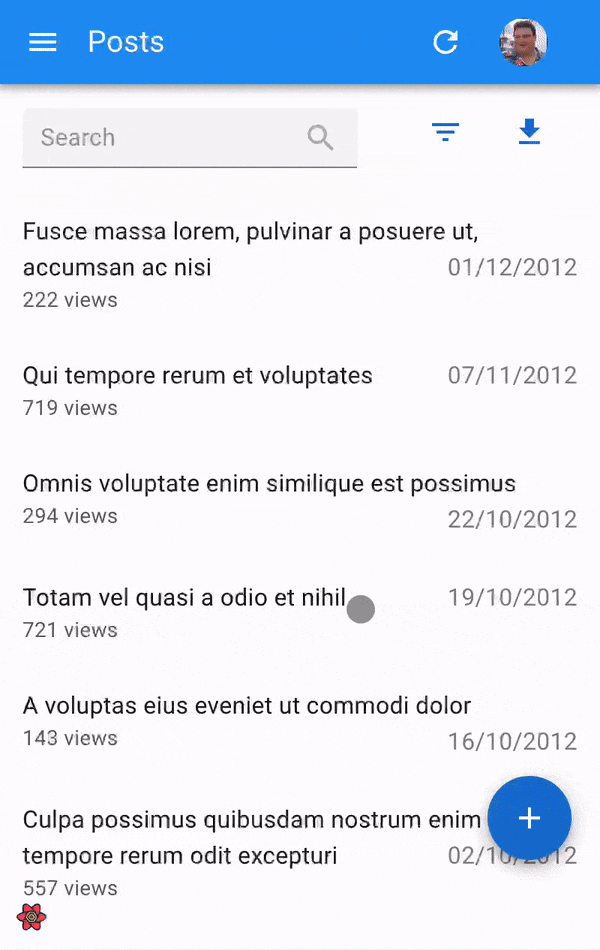 Posts
Search
Fusce massa lorem, pulvinar a posuere ut,
accumsan ac nisi 01/12/2012
222 views
Qui tempore rerum et voluptates 07/11/2012
719 views
Omnis voluptate enim similique est possimus
294 views 22/10/2012
Totam vel quasi a odio et nihil 19/10/2012
721 views
A voluptas eius eveniet ut commodi dolor
143 views 16/10/2012
Culpa possimus quibusdam nostrum enim
tempore rerum odit excepturi 02/10/2012
557 views